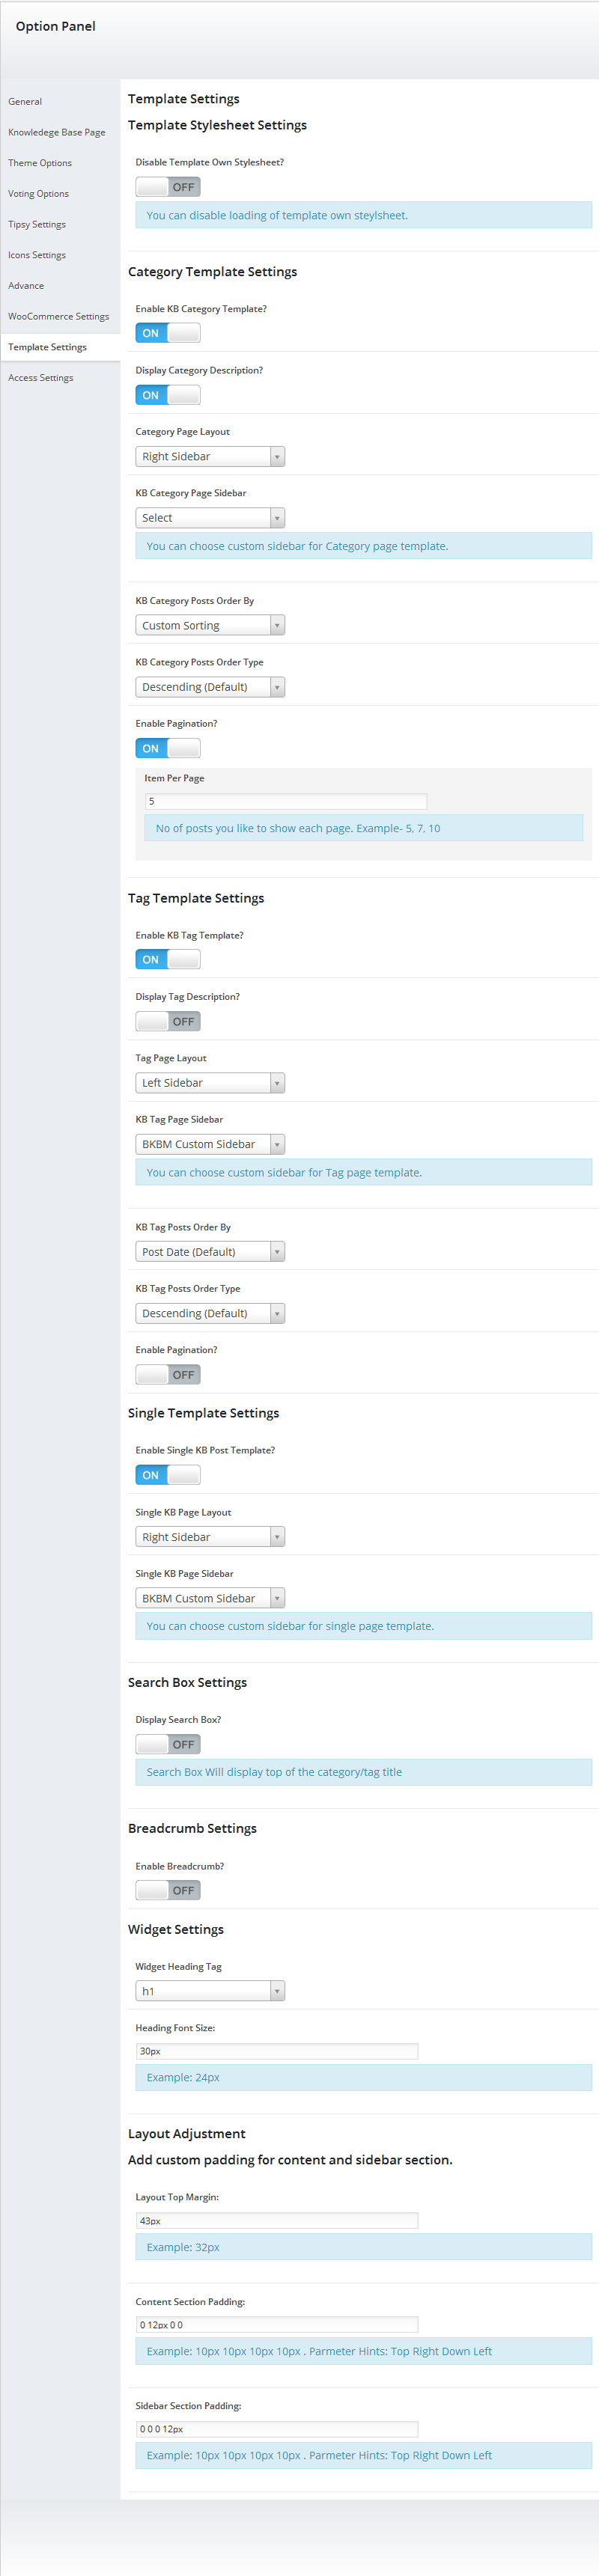 Option Panel
General
Knowledege Base Page
Theme Options
Voting Options
Tipsy Settings
Icons Settings
Advance
WooCommerce Settings
Template Settings
Access Settings
Template Settings
Template Stylesheet Settings
Disable Template Own Stylesheet?
OFF
You can disable loading of template own steylsheet.
Category Template Settings
Enable KB Category Template?
ON
Display Category Description?
ON
Category Page Layout
Right Sidebar
KB Category Page Sidebar
Select
You can choose custom sidebar for Category page template.
KB Category Posts Order By
Custom Sorting
KB Category Posts Order Type
Descending (Default)
Enable Pagination?
ON
Item Per Page
5
No of posts you like to show each page. Example- 5, 7, 10
Tag Template Settings
Enable KB Tag Template?
ON
Display Tag Description?
OFF
Tag Page Layout
Left Sidebar
KB Tag Page Sidebar
BKBM Custom Sidebar
You can choose custom sidebar for Tag page template.
KB Tag Posts Order By
Post Date (Default)
KB Tag Posts Order Type
Descending (Default)
Enable Pagination?
OFF
Single Template Settings
Enable Single KB Post Template?
ON
Single KB Page Layout
Right Sidebar
Single KB Page Sidebar
BKBM Custom Sidebar
You can choose custom sidebar for single page template.
Search Box Settings
Display Search Box?
OFF
Search Box Will display top of the category/tag title
Breadcrumb Settings
Enable Breadcrumb?
OFF
Widget Settings
Widget Heading Tag
h1
Heading Font Size:
30px
Example: 24px
Layout Adjustment
Add custom padding for content and sidebar section.
Layout Top Margin:
43px
Example: 32px
Content Section Padding:
0 12px 0 0
Example: 10px 10px 10px 10px . Parmeter Hints: Top Right Down Left
Sidebar Section Padding:
0 0 0 12px
Example: 10px 10px 10px 10px . Parmeter Hints: Top Right Down Left